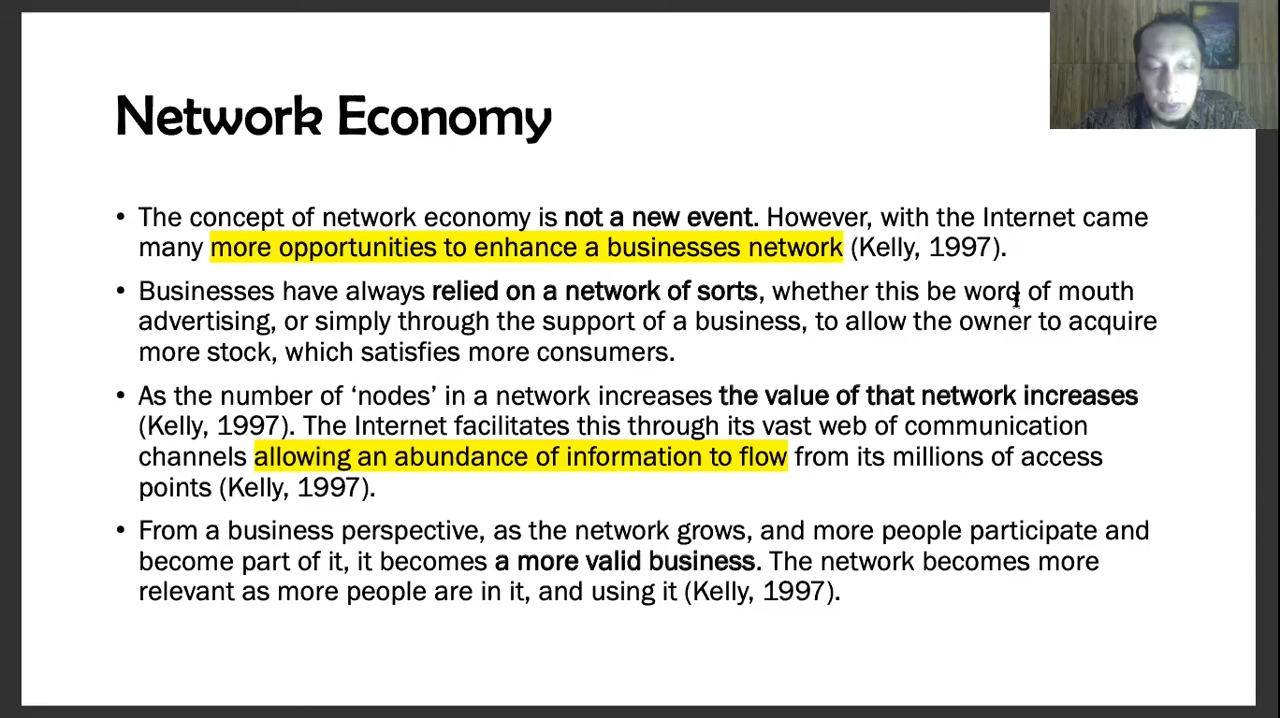 Network Economy
• The concept of network economy is not a new event. However, with the Internet came
many more opportunities to enhance a businesses network (Kelly, 1997).
• Businesses have always relied on a network of sorts, whether this be word of mouth
advertising, or simply through the support of a business, to allow the owner to acquire
more stock, which satisfies more consumers.
• As the number of ‘nodes’ in a network increases the value of that network increases
(Kelly, 1997). The Internet facilitates this through its vast web of communication
channels allowing an abundance of information to flow from its millions of access
points (Kelly, 1997).
• From a business perspective, as the network grows, and more people participate and
become part of it, it becomes a more valid business. The network becomes more
relevant as more people are in it, and using it (Kelly, 1997).